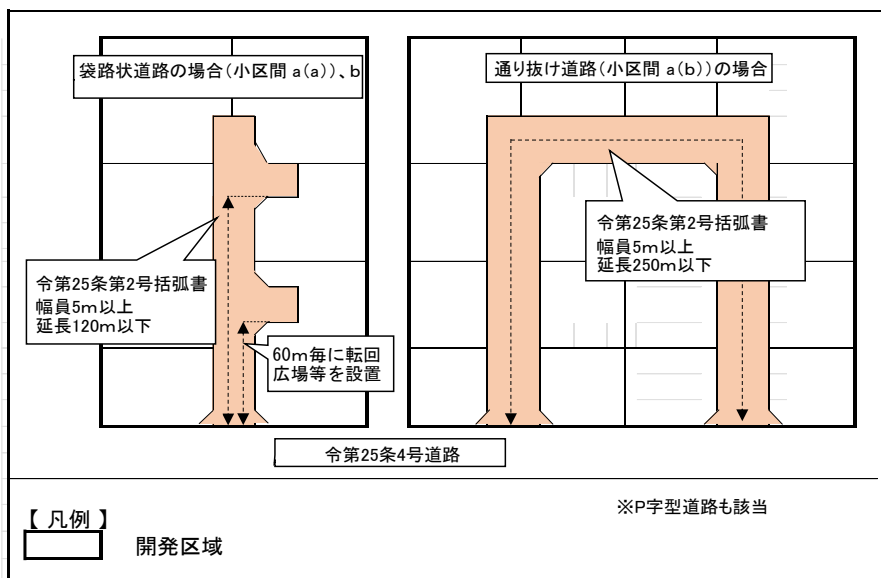 袋路状道路の場合（小区間 a(a)）、b
通り抜け道路（小区間 a(b)）の場合
令第25条第2号括弧書
幅員5m以上
延長120m以下
60m毎に転回
広場等を設置
令第25条第2号括弧書
幅員5m以上
延長250m以下
令第25条4号道路
※P字型道路も該当
【 凡例 】
開発区域